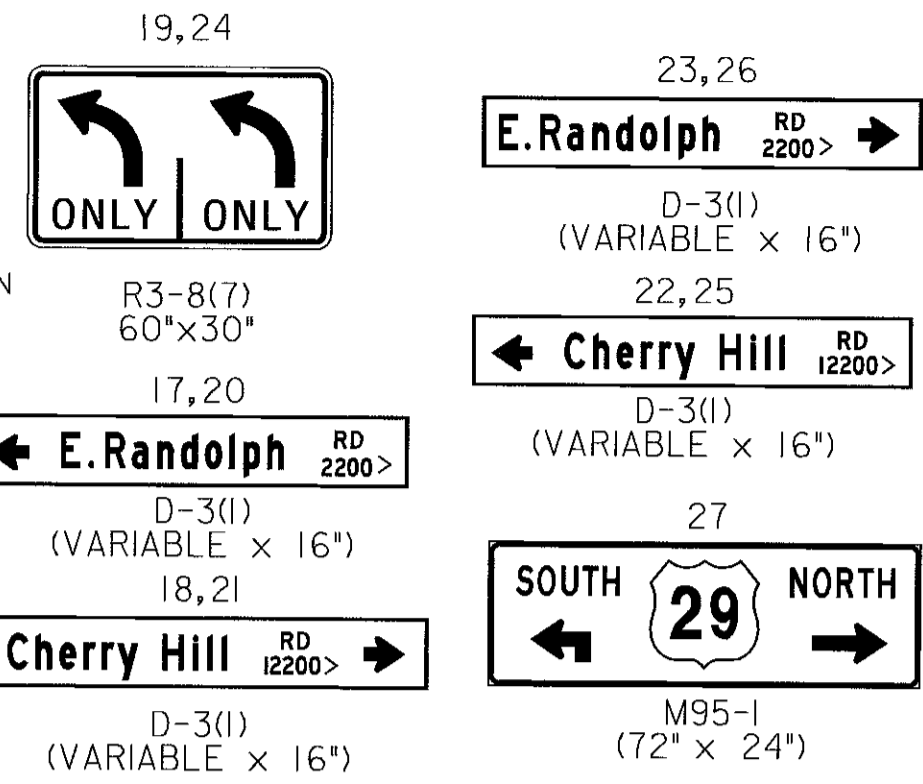 19,24
ONLY ONLY
R3-8(7)
60"x30"
N
17,20
E.Randolph RD
2200>
D-3(1)
(VARIABLE x 16")
18,21
Cherry Hill RD
12200>
D-3(1)
(VARIABLE x 16")
23,26
E.Randolph RD
2200>
D-3(1)
(VARIABLE x 16")
22,25
Cherry Hill RD
12200>
D-3(1)
(VARIABLE x 16")
27
SOUTH 29 NORTH
M95-1
(72" x 24")